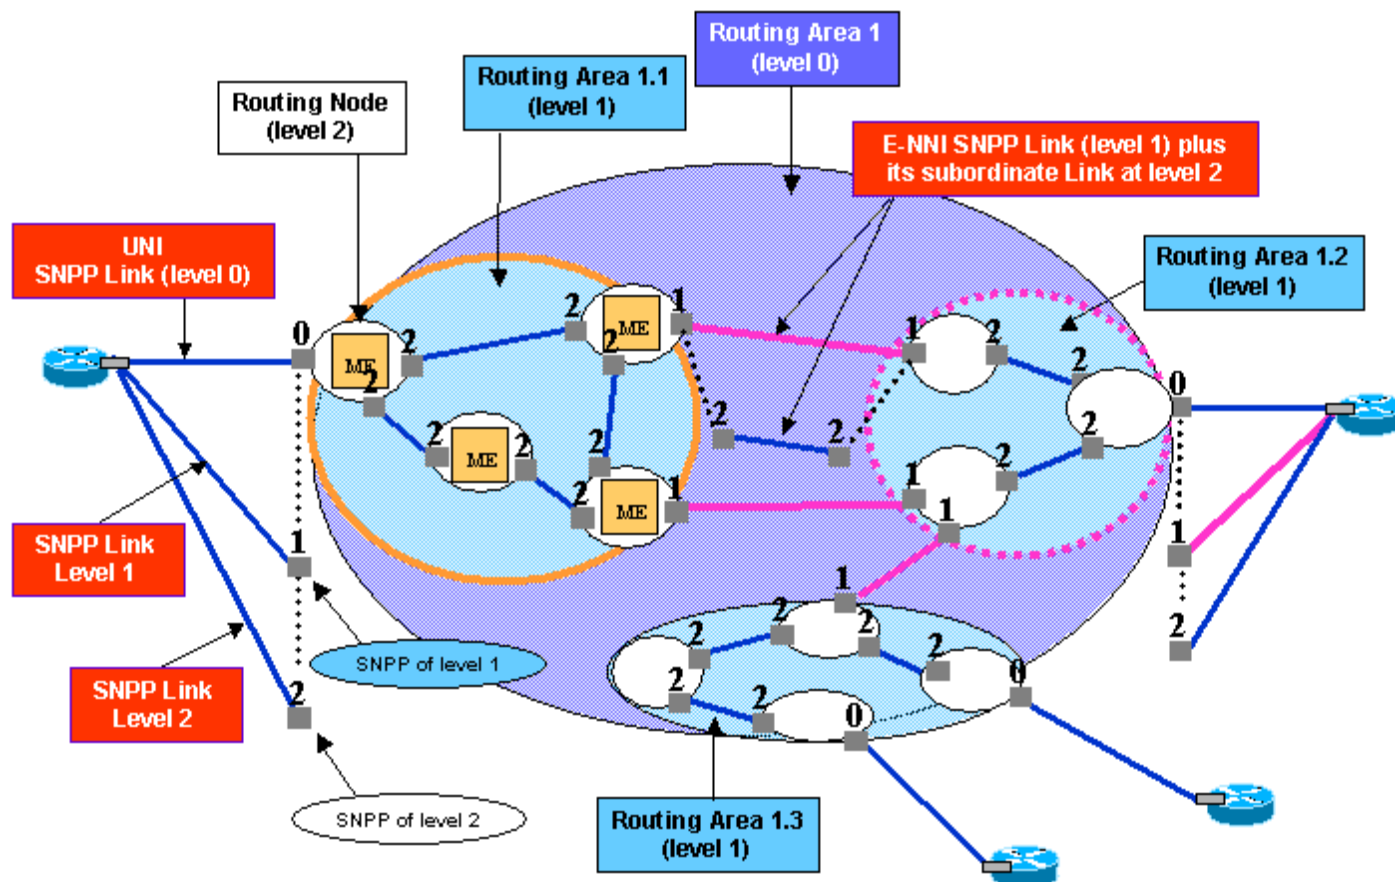 Routing Area 1
(level 0)
Routing Area 1.1
(level 1)
Routing Node
(level 2)
E-NNI SNPP Link (level 1) plus
its subordinate Link at level 2
UNI
SNPP Link (level 0)
Routing Area 1.2
(level 1)
0
ME
2
2
2
ME
1
2
2
ME
2
2
2
ME
1
2
2
1
2
2
0
2
1
2
1
1
2
SNPP Link
Level 1
1
SNPP of level 1
SNPP Link
Level 2
2
SNPP of level 2
1
2
2
2
2
2
2
0
0
Routing Area 1.3
(level 1)